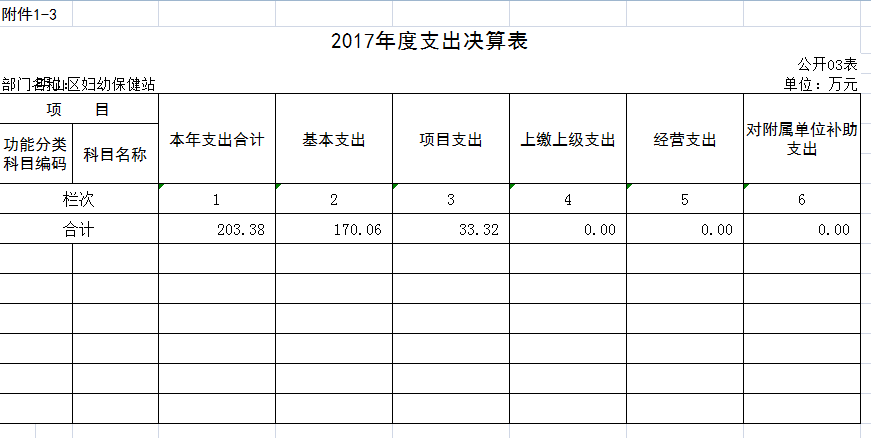 附件1-3
2017年度支出决算表
公开03表
部门 区妇幼保健站
单位：万元
项 目
本年支出合计
基本支出
项目支出
上缴上级支出
经营支出
对附属单位补助
支出
功能分类
科目编码
科目名称
栏次 1 2 3 4 5 6
合计 203.38 170.06 33.32 0.00 0.00 0.00